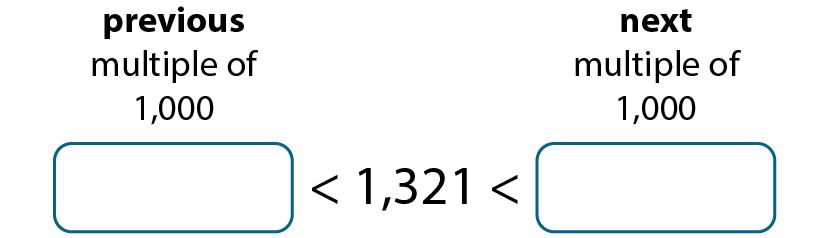 previous
multiple of
1,000
next
multiple of
1,000
< 1,321 <